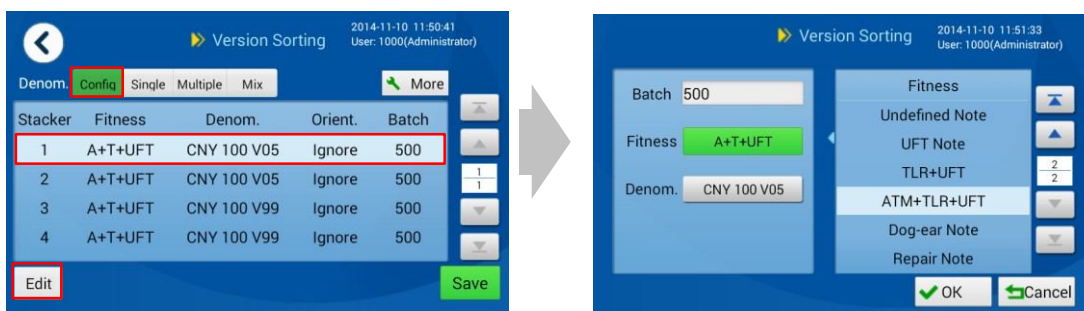 Version Sorting
2014-11-10 11:50:41
User: 1000(Administrator)
Denom. Config Single Multiple Mix More
Stacker Fitness Denom. Orient. Batch
1 A+T+UFT CNY 100 V05 Ignore 500
2 A+T+UFT CNY 100 V05 Ignore 500
3 A+T+UFT CNY 100 V99 Ignore 500
4 A+T+UFT CNY 100 V99 Ignore 500
1
1
Edit Save
Version Sorting
2014-11-10 11:51:33
User: 1000(Administrator)
Batch 500
Fitness A+T+UFT
Denom. CNY 100 V05
Fitness
Undefined Note
UFT Note
TLR+UFT
ATM+TLR+UFT
Dog-ear Note
Repair Note
2
2
OK Cancel